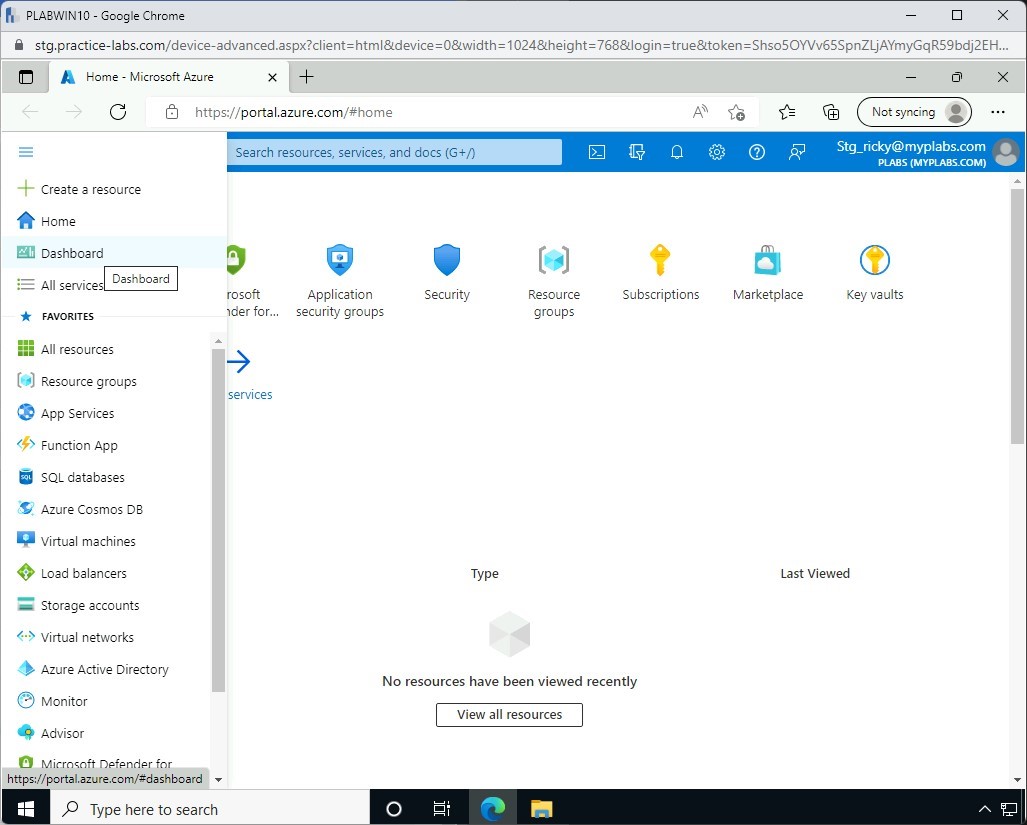 PLABWIN10 - Google Chrome
stg.practice-labs.com/device-advanced.aspx?client=html&device=0&width=1024&height=768&login=true&token=Shso5OYVv65SpnZLjAYmyGqR59bdj2EH...
Home - Microsoft Azure
https://portal.azure.com/#home
Not syncing
Search resources, services, and docs (G+/)
Stg_ricky@myplabs.com
PLABS (MYPLABS.COM)
Create a resource
Home
Dashboard
Dashboard
All services
FAVORITES
All resources
Resource groups
App Services
Function App
SQL databases
Azure Cosmos DB
Virtual machines
Load balancers
Storage accounts
Virtual networks
Azure Active Directory
Monitor
Advisor
Microsoft Defender for
https://portal.azure.com/#dashboard
rosoft
nder for...
Application
security groups
Security
Resource
groups
Subscriptions
Marketplace
Key vaults
services
Type
Last Viewed
No resources have been viewed recently
View all resources
Type here to search